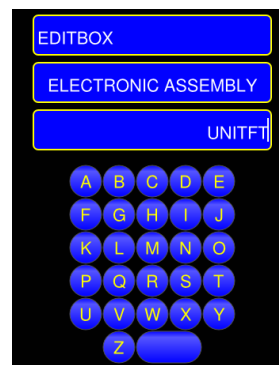 EDITBOX
ELECTRONIC ASSEMBLY
UNITFT
A B C D E
F G H I J
K L M N O
P Q R S T
U V W X Y
Z